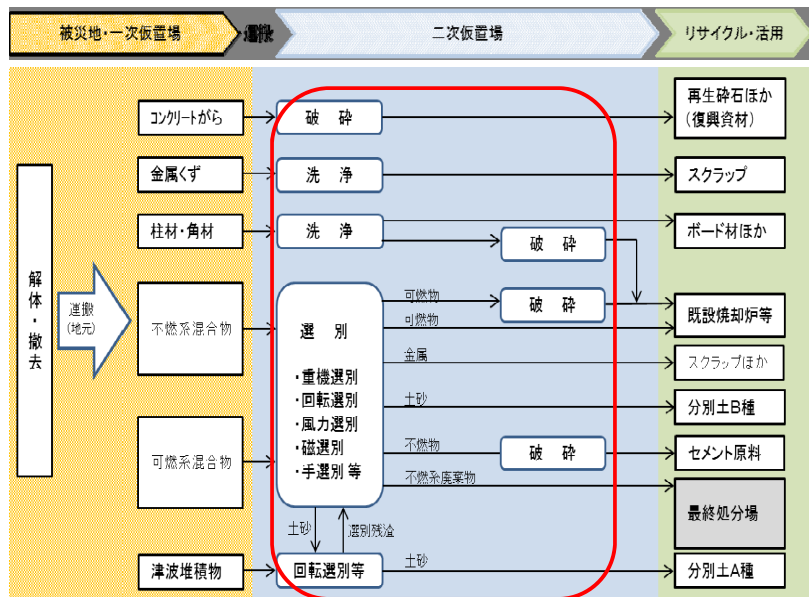 被災地・一次仮置場
運搬
二次仮置場
リサイクル・活用
解体・撤去
運搬
(地元)
コンクリートがら
破 砕
再生砕石ほか
(復興資材)
金属くず
洗 浄
スクラップ
柱材・角材
洗 浄
破 砕
ボード材ほか
不燃系混合物
可燃系混合物
選 別
・重機選別
・回転選別
・風力選別
・磁選別
・手選別 等
可燃物
破 砕
可燃物
既設焼却炉等
金属
スクラップほか
土砂
分別土B種
不燃物
破 砕
セメント原料
不燃系廃棄物
最終処分場
土砂
選別残渣
津波堆積物
回転選別等
土砂
分別土A種